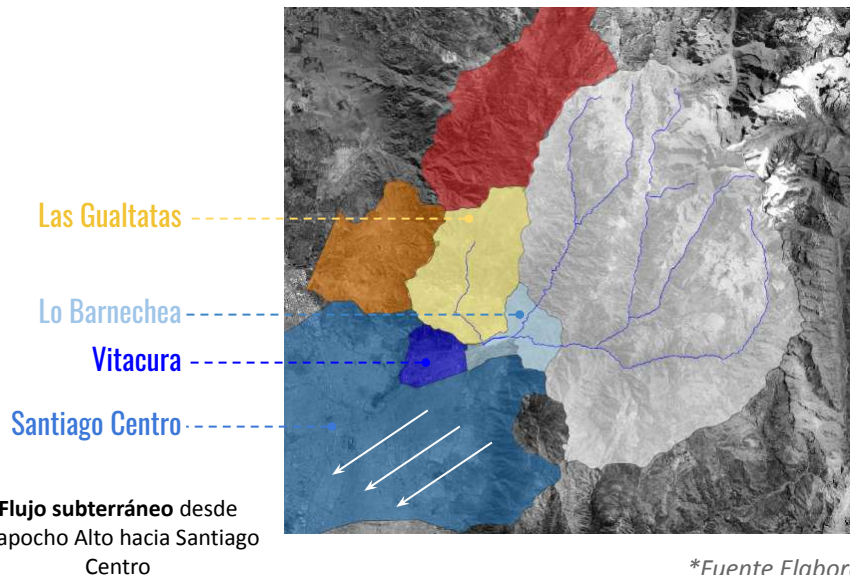 Las Gualtatas
Lo Barnechea
Vitacura
Santiago Centro
Flujo subterráneo desde
apocho Alto hacia Santiago
Centro
*Fuente Elabor